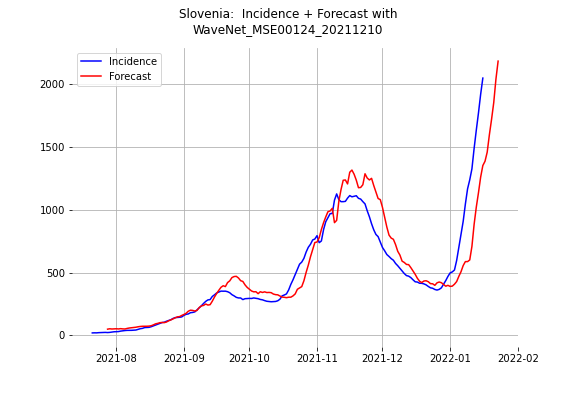 Slovenia:  Incidence + Forecast with
WaveNet_MSE00124_20211210
Incidence
Forecast
2000
1500
1000
500
0
2021-08 2021-09 2021-10 2021-11 2021-12 2022-01 2022-02